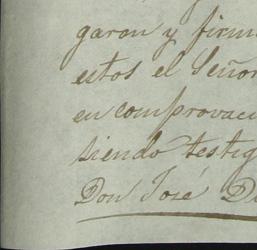 garon y firm
estos el Señor
en comprovaci
siendo testig
Don José D